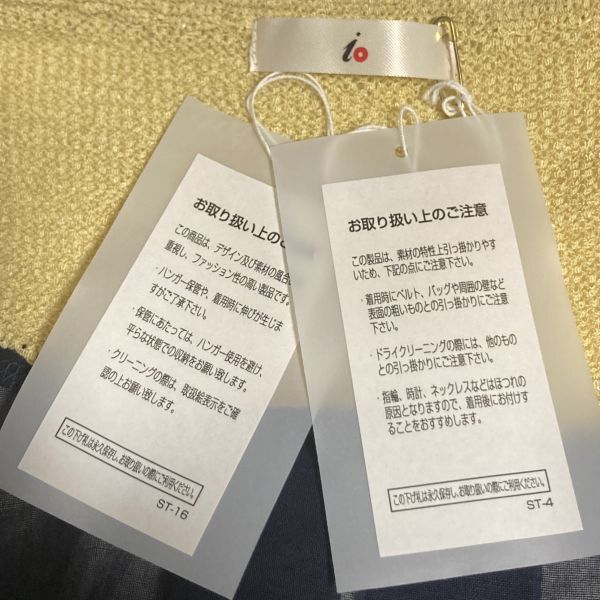 io
お取り扱い上のご
この商品は、デザイン及び素材の風合い
重視し、ファッション性の高い製品です
・ハンガー保管や、着用時に伸びが生じま
すがご了承下さい。
・保管にあたっては、ハンガー使用を避け、
平らな状態での収納をお願い致します。
・クリーニングの際は、取扱絵表示をご確
認の上お願い致します。
この下げ札は永久保存し、お取り扱いの際にご利用ください。
ST-16
お取り扱い上のご注意
この製品は、素材の特性上引っ掛かりやす
いため、下記の点にご注意下さい。
・着用時にベルト、バッグや周囲の壁など
表面の粗いものとの引っ掛かりにご注意
下さい。
・ドライクリーニングの際には、他のもの
との引っ掛かりにご注意下さい。
・指輪、時計、ネックレスなどはほつれの
原因となりますので、着用後にお付けす
ることをおすすめします。
この下げ札は永久保存し、お取り扱いの際にご利用ください。
ST-4